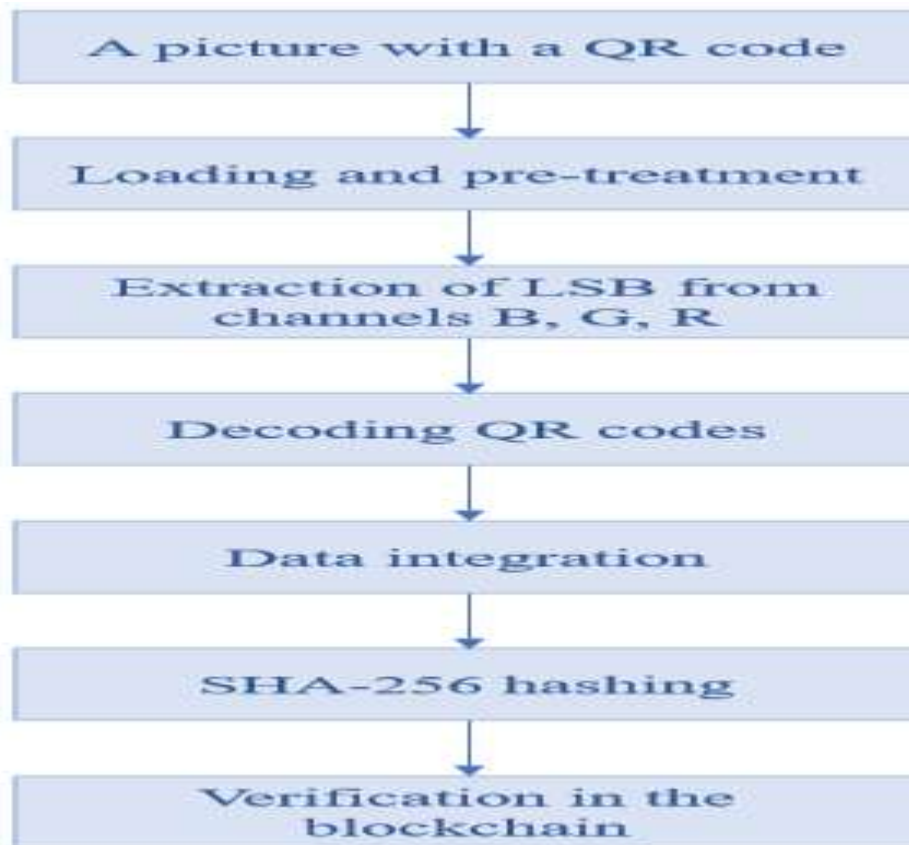 A picture with a QR code
Loading and pre-treatment
Extraction of LSB from
channels B, G, R
Decoding QR codes
Data integration
SHA-256 hashing
Verification in the
blockchain